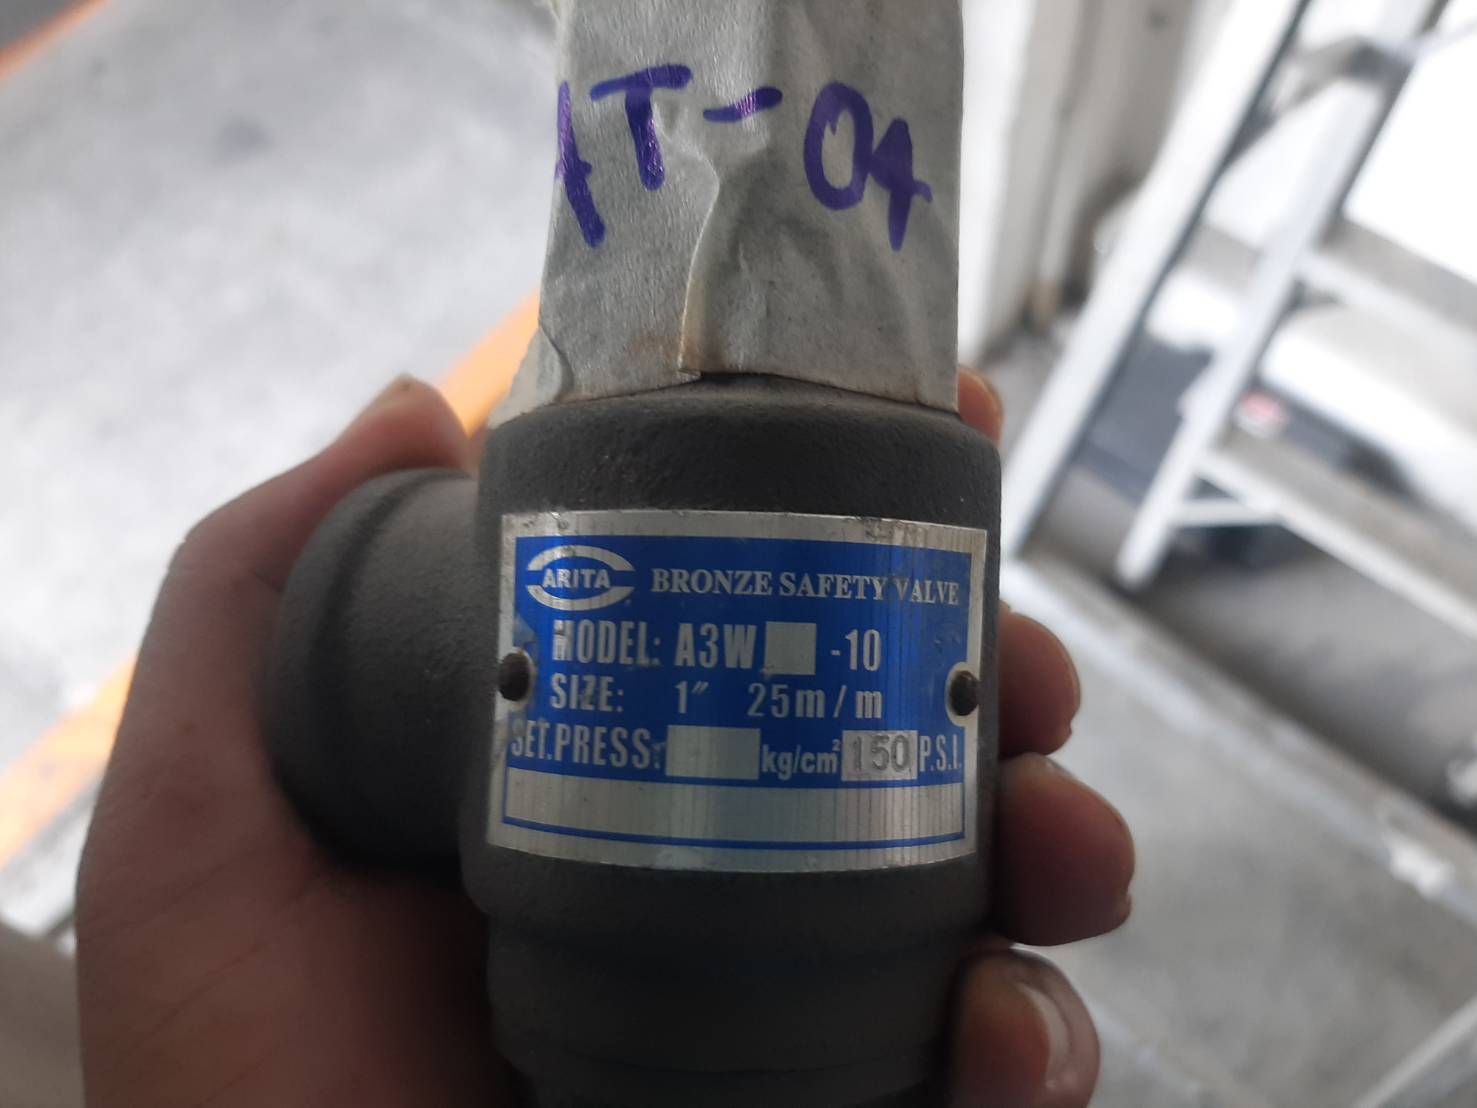 AT-04
ARITA BRONZE SAFETY VALVE
MODEL: A3W -10
SIZE: 1" 25m/m
SET.PRESS: kg/cm² 150 P.S.I.